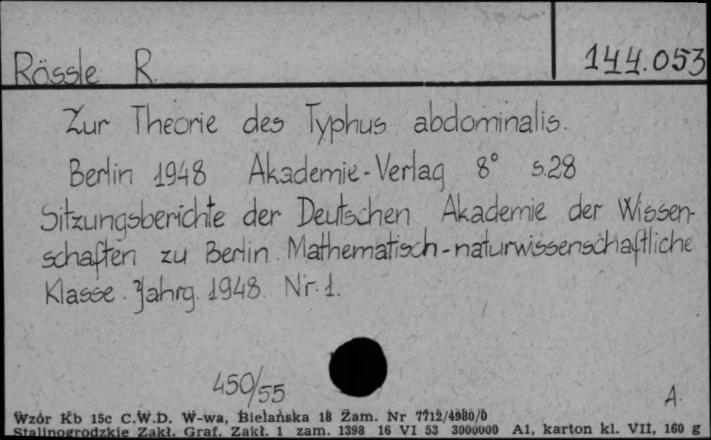 Rössle R. 144.053
Zur Theorie des Typhus abdominalis.
Berlin 1948 Akademie-Verlag 8° s.28
Sitzungsberichte der Deutschen Akademie der Wissen-
schaften zu Berlin. Mathematisch-naturwissenschaftliche
Klasse. Jahrg. 1948. Nr. 1.
450/55 A.
Wzór Kb 15c C.W.D. W-wa, Bielańska 18 Zam. Nr 7712/4980/D
Stalinogrodzkie Zakł. Graf. Zakł. 1 zam. 1398 16 VI 53 3000000 A1, karton kl. VII, 160 g